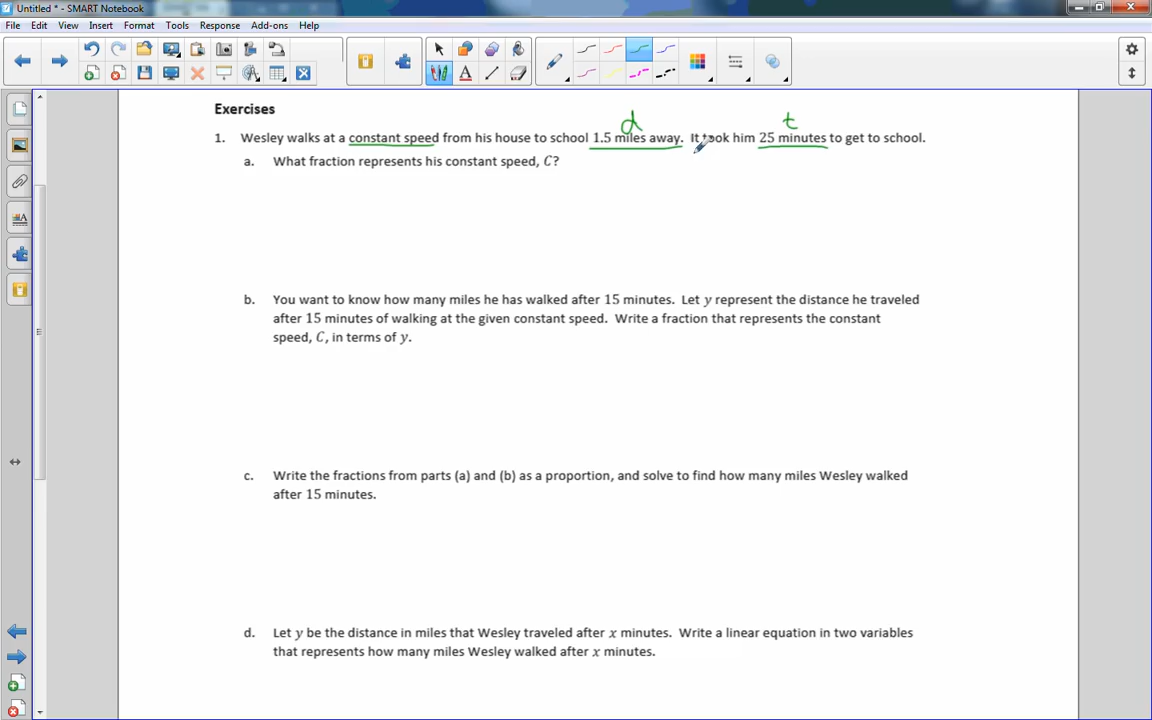 Untitled * - SMART Notebook
File Edit View Insert Format Tools Response Add-ons Help
Exercises
d t
1. Wesley walks at a constant speed from his house to school 1.5 miles away. It took him 25 minutes to get to school.
a. What fraction represents his constant speed, C?
b. You want to know how many miles he has walked after 15 minutes. Let y represent the distance he traveled
after 15 minutes of walking at the given constant speed. Write a fraction that represents the constant
speed, C, in terms of y.
c. Write the fractions from parts (a) and (b) as a proportion, and solve to find how many miles Wesley walked
after 15 minutes.
d. Let y be the distance in miles that Wesley traveled after x minutes. Write a linear equation in two variables
that represents how many miles Wesley walked after x minutes.